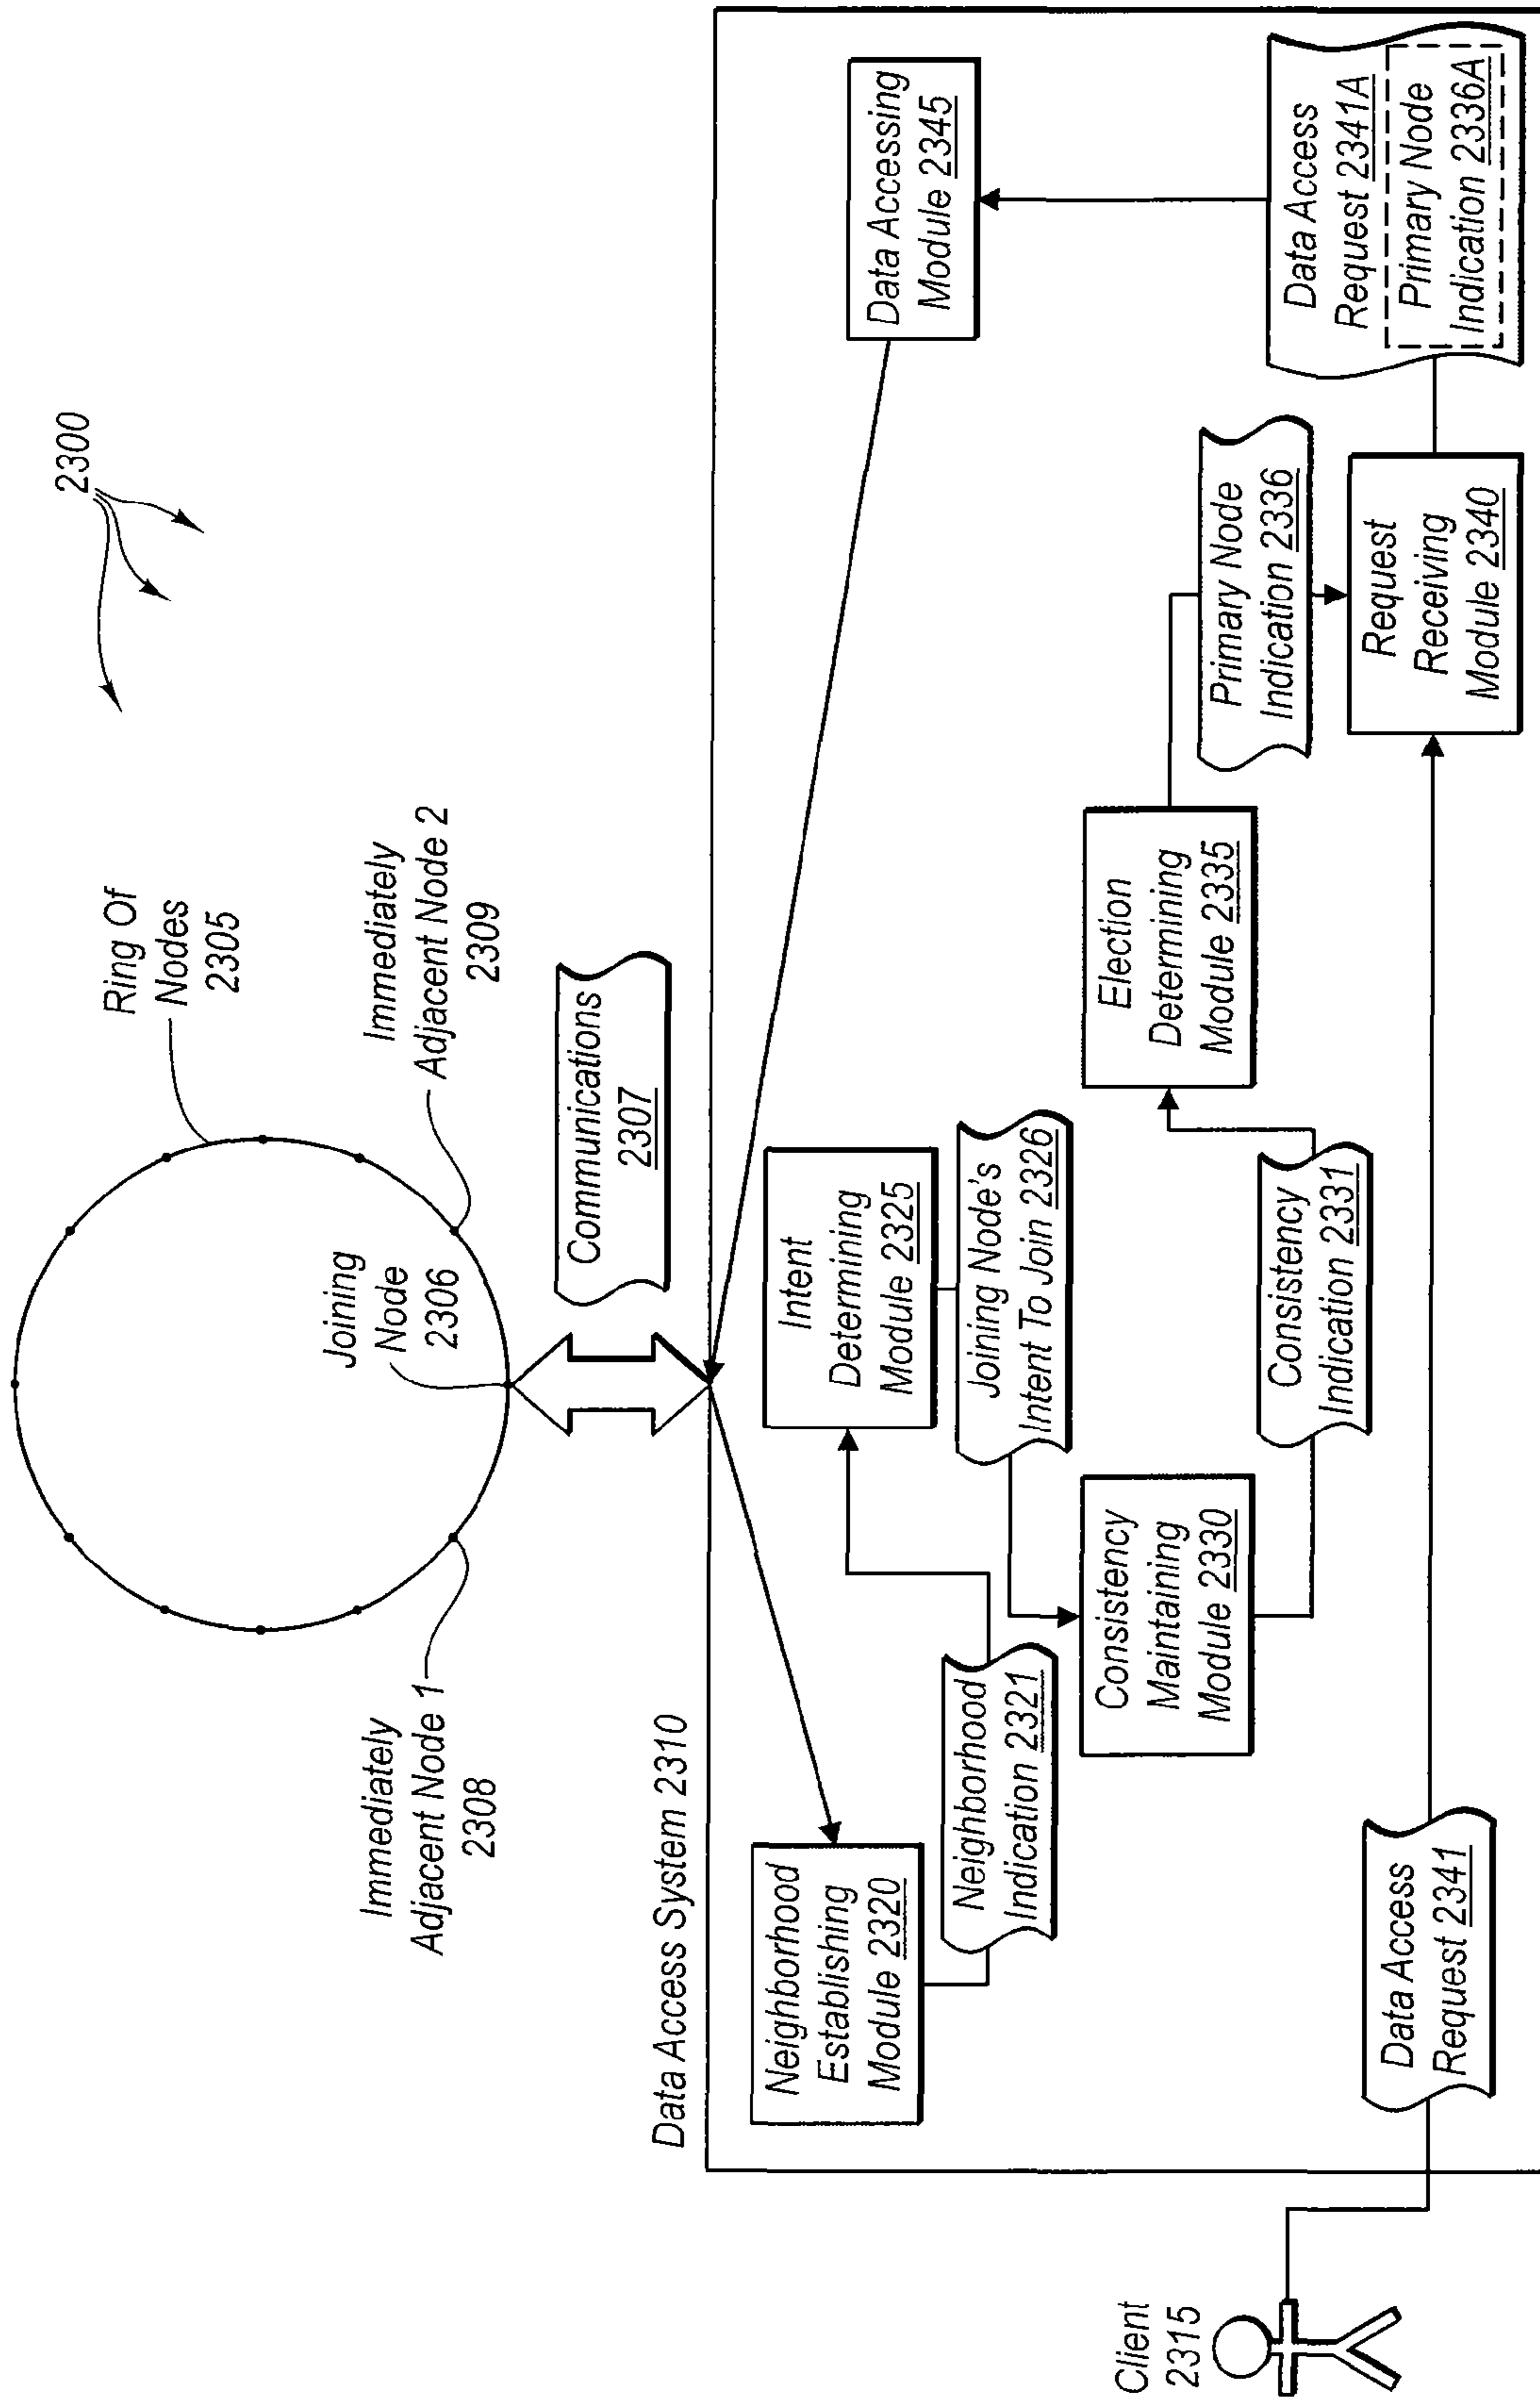 2300
Ring Of
Nodes
2305
Joining
Node
2306
Immediately
Adjacent Node 1
2308
Immediately
Adjacent Node 2
2309
Communications
2307
Data Access System 2310
Neighborhood
Establishing
Module 2320
Neighborhood
Indication 2321
Intent
Determining
Module 2325
Joining Node's
Intent To Join 2326
Consistency
Maintaining
Module 2330
Consistency
Indication 2331
Election
Determining
Module 2335
Primary Node
Indication 2336
Data Accessing
Module 2345
Client
2315
Data Access
Request 2341
Request
Receiving
Module 2340
Data Access
Request 2341A
Primary Node
Indication 2336A